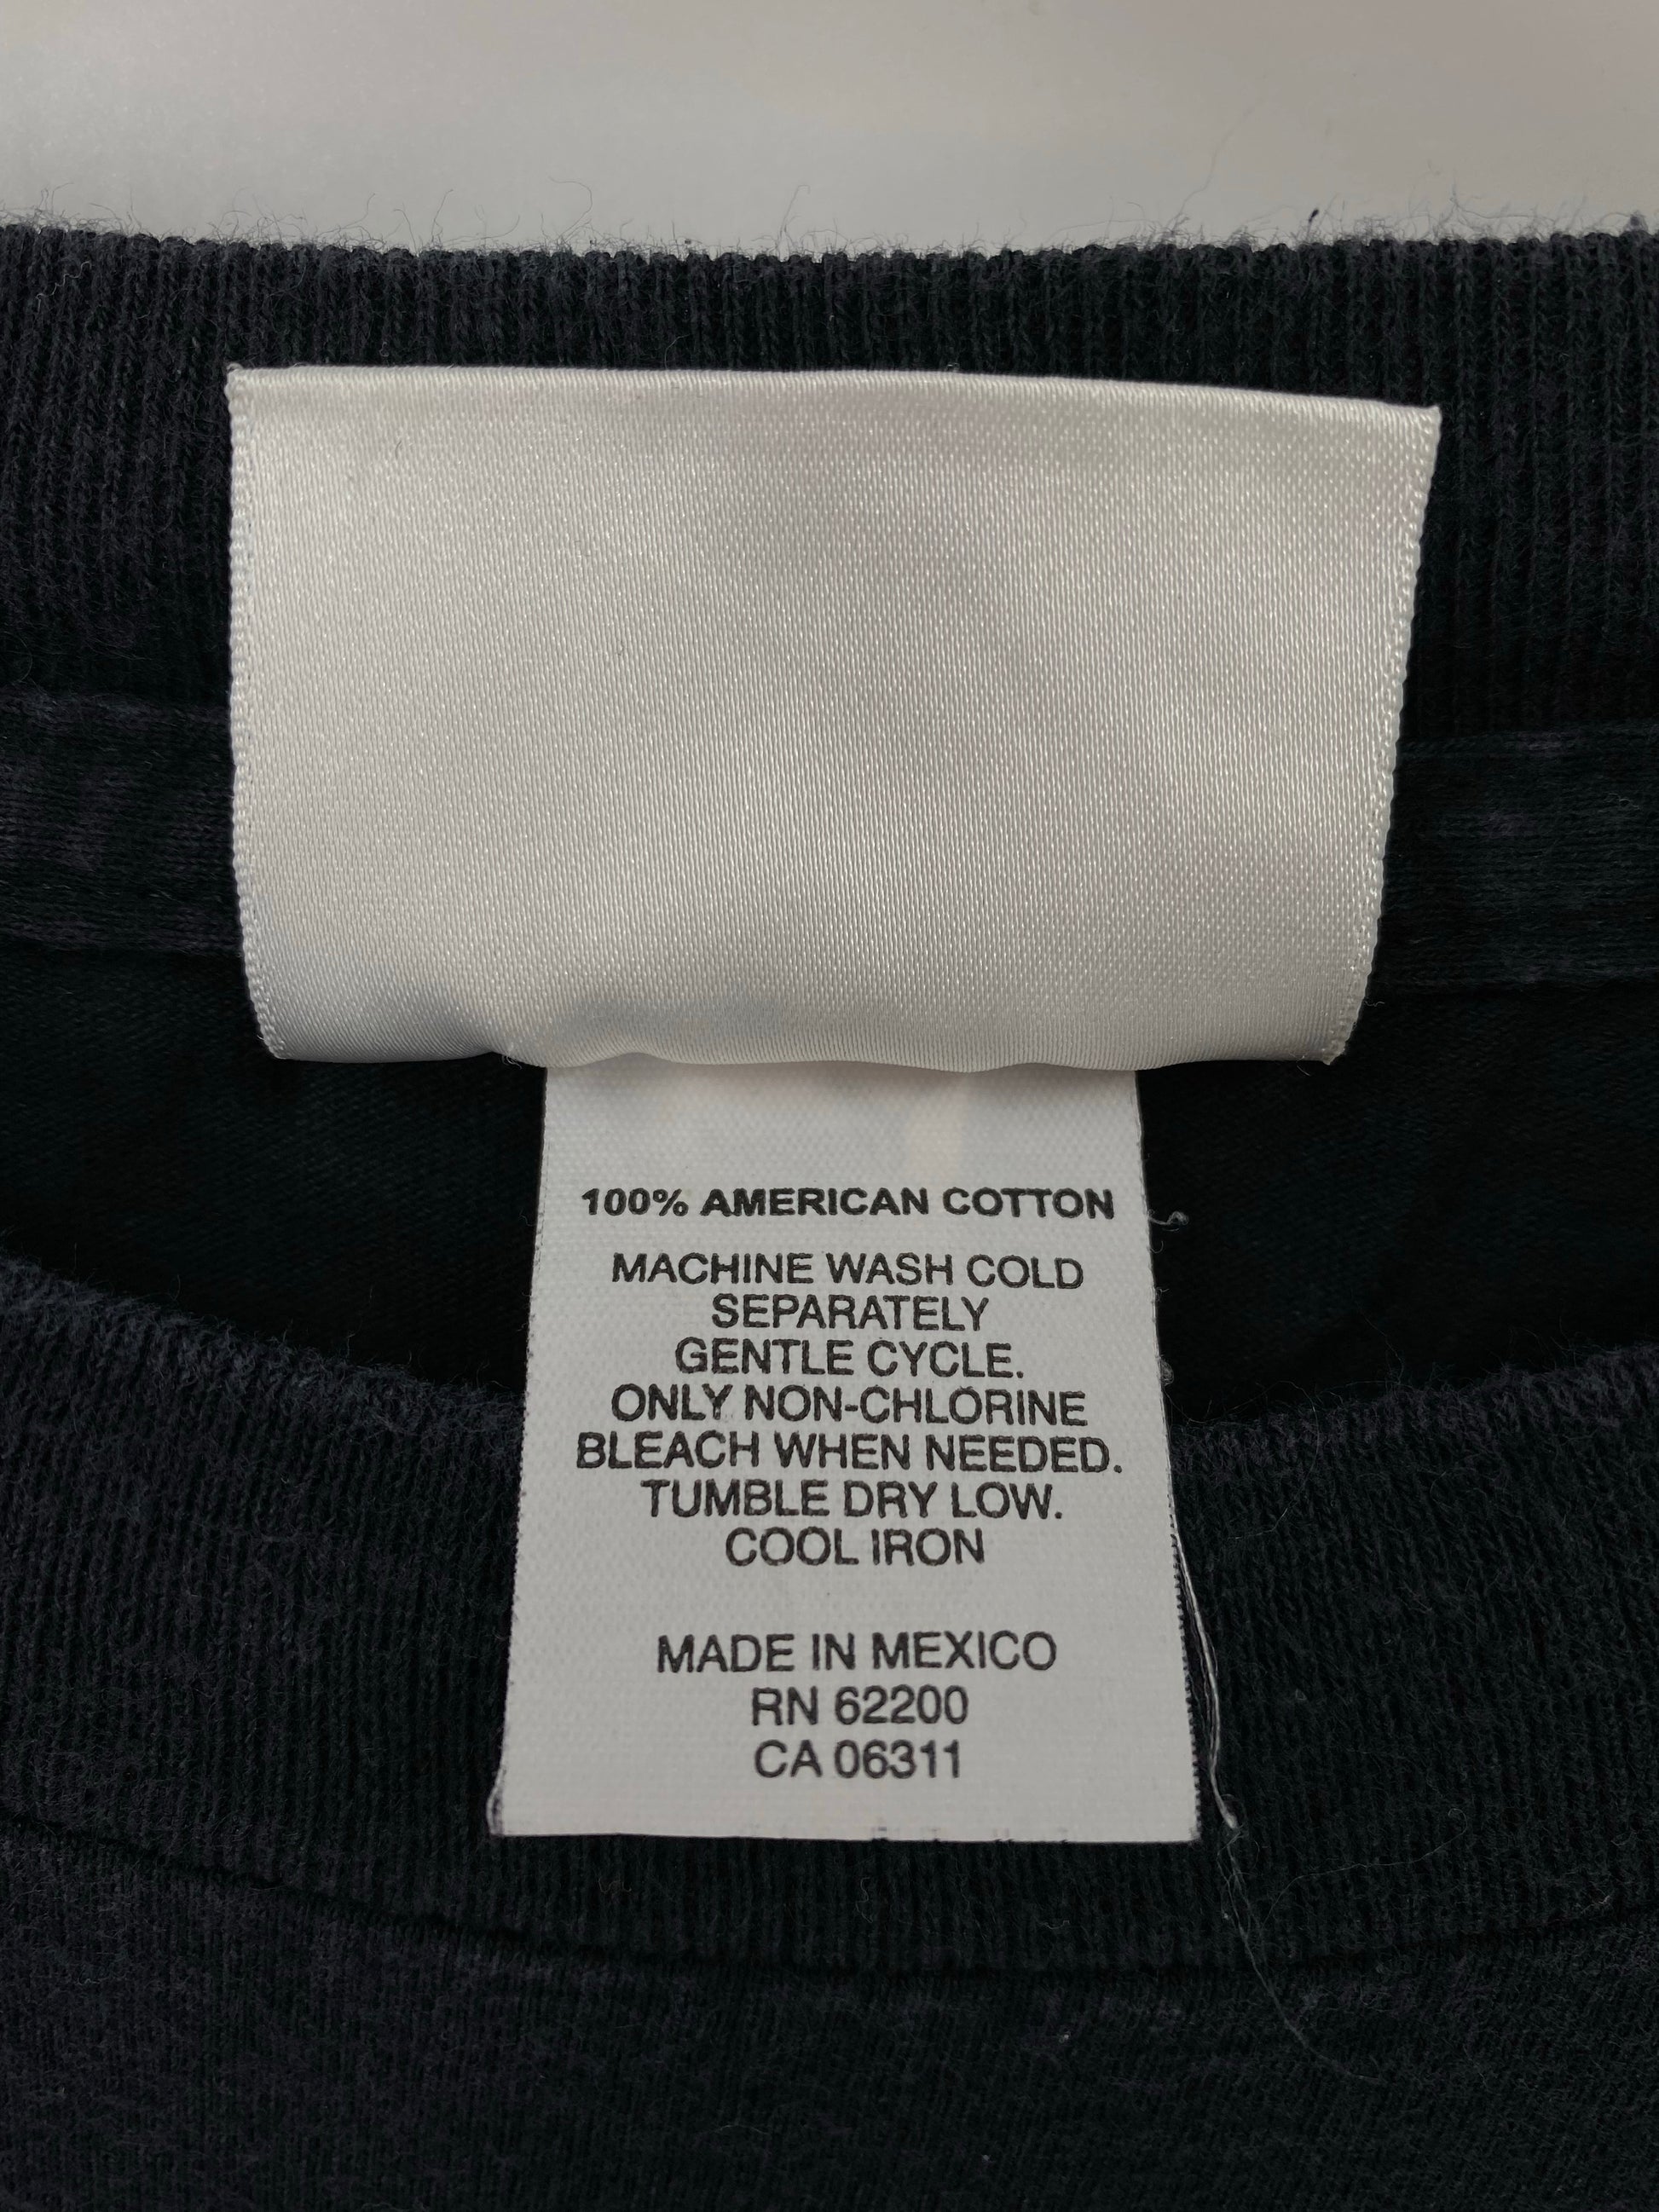 100% AMERICAN COTTON
MACHINE WASH COLD
SEPARATELY
GENTLE CYCLE.
ONLY NON-CHLORINE
BLEACH WHEN NEEDED.
TUMBLE DRY LOW.
COOL IRON
MADE IN MEXICO
RN 62200
CA 06311